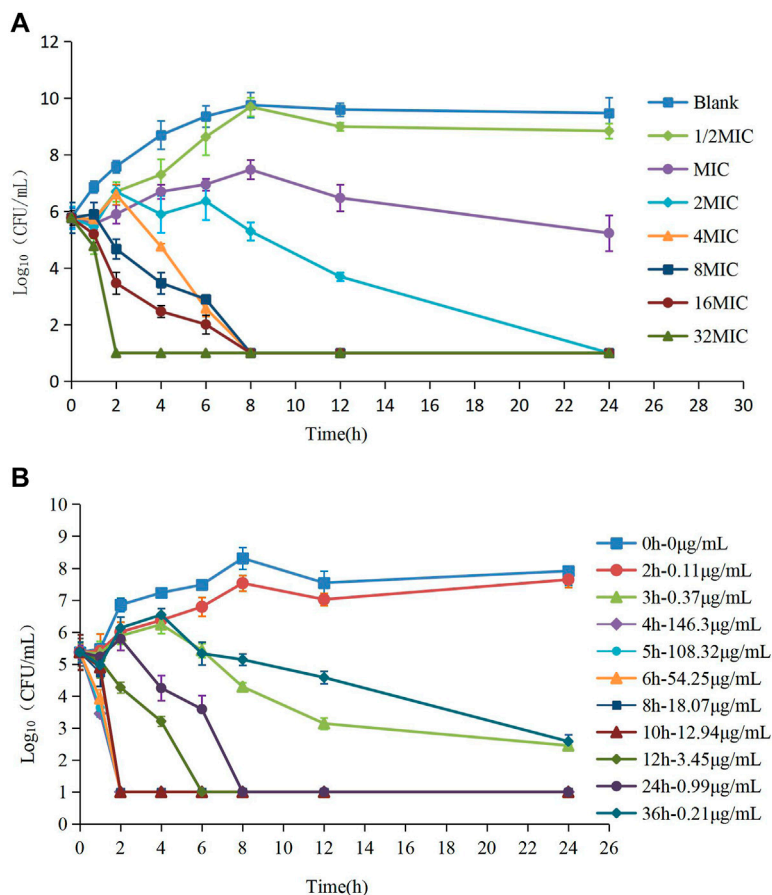 A
12
10
8
6
4
2
0
Log₁₀ (CFU/mL)
0 2 4 6 8 10 12 14 16 18 20 22 24 26 28 30
Time(h)
Blank
1/2MIC
MIC
2MIC
4MIC
8MIC
16MIC
32MIC
B
10
9
8
7
6
5
4
3
2
1
0
Log₁₀ (CFU/mL)
0 2 4 6 8 10 12 14 16 18 20 22 24 26
Time(h)
0h-0μg/mL
2h-0.11μg/mL
3h-0.37μg/mL
4h-146.3μg/mL
5h-108.32μg/mL
6h-54.25μg/mL
8h-18.07μg/mL
10h-12.94μg/mL
12h-3.45μg/mL
24h-0.99μg/mL
36h-0.21μg/mL